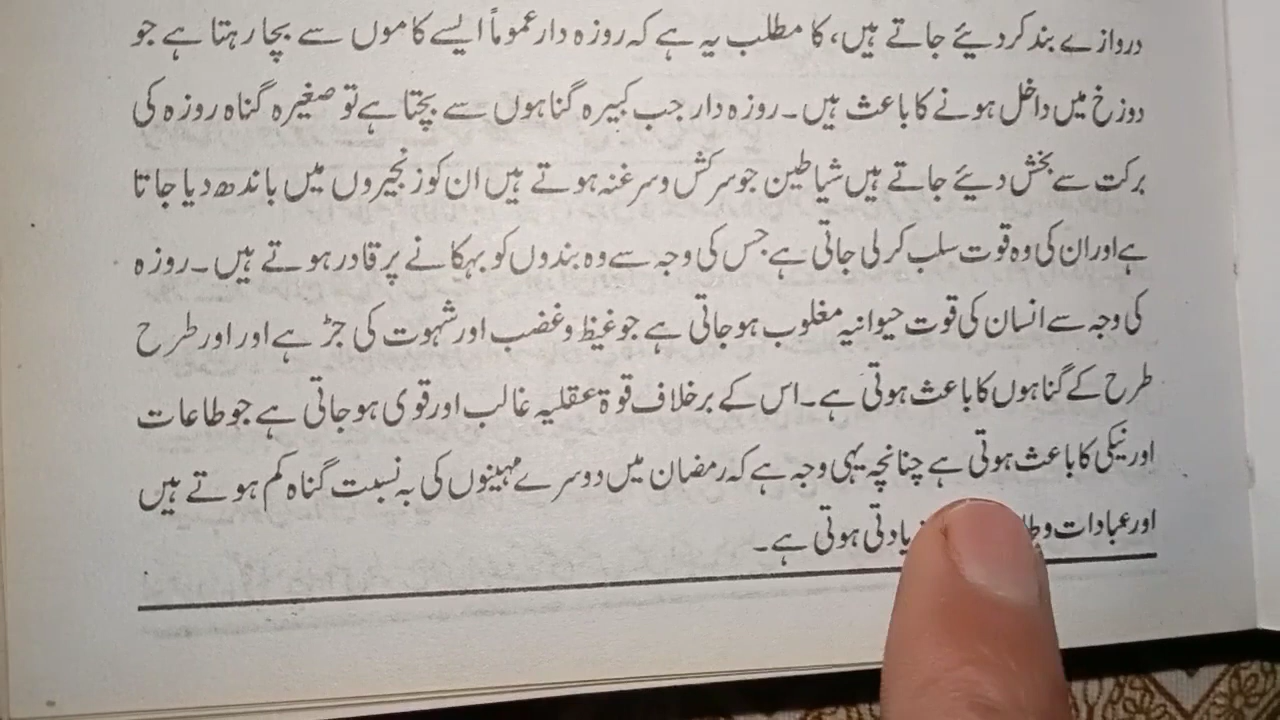 دروازے بند کر دیئے جاتے ہیں، کا مطلب یہ ہے کہ روزہ دار عموماً ایسے کاموں سے بچا رہتا ہے جو
دوزخ میں داخل ہونے کا باعث ہیں۔ روزہ دار جب کبیرہ گناہوں سے بچتا ہے تو صغیرہ گناہ روزہ کی
برکت سے بخش دیئے جاتے ہیں شیاطین جو سرکش و سرغنہ ہوتے ہیں ان کو زنجیروں میں باندھ دیا جاتا
ہے اور ان کی وہ قوت سلب کر لی جاتی ہے جس کی وجہ سے وہ بندوں کو بہکانے پر قادر ہوتے ہیں۔ روزہ
کی وجہ سے انسان کی قوت حیوانیہ مغلوب ہو جاتی ہے جو غیظ و غضب اور شہوت کی جڑ ہے اور اور طرح
طرح کے گناہوں کا باعث ہوتی ہے۔ اس کے برخلاف قوۃ عقلیہ غالب اور قوی ہو جاتی ہے جو طاعات
اور نیکی کا باعث ہوتی ہے چنانچہ یہی وجہ ہے کہ رمضان میں دوسرے مہینوں کی بہ نسبت گناہ کم ہوتے ہیں
اور عبادات و زیادتی ہوتی ہے۔